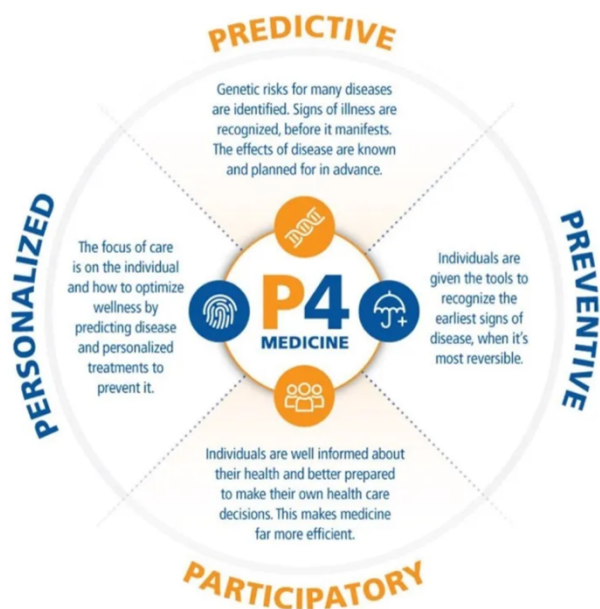 PREDICTIVE
Genetic risks for many diseases
are identified. Signs of illness are
recognized, before it manifests.
The effects of disease are known
and planned for in advance.
PERSONALIZED
The focus of care
is on the individual
and how to optimize
wellness by
predicting disease
and personalized
treatments to
prevent it.
P4
MEDICINE
PREVENTIVE
Individuals are
given the tools to
recognize the
earliest signs of
disease, when it's
most reversible.
Individuals are well informed about
their health and better prepared
to make their own health care
decisions. This makes medicine
far more efficient.
PARTICIPATORY